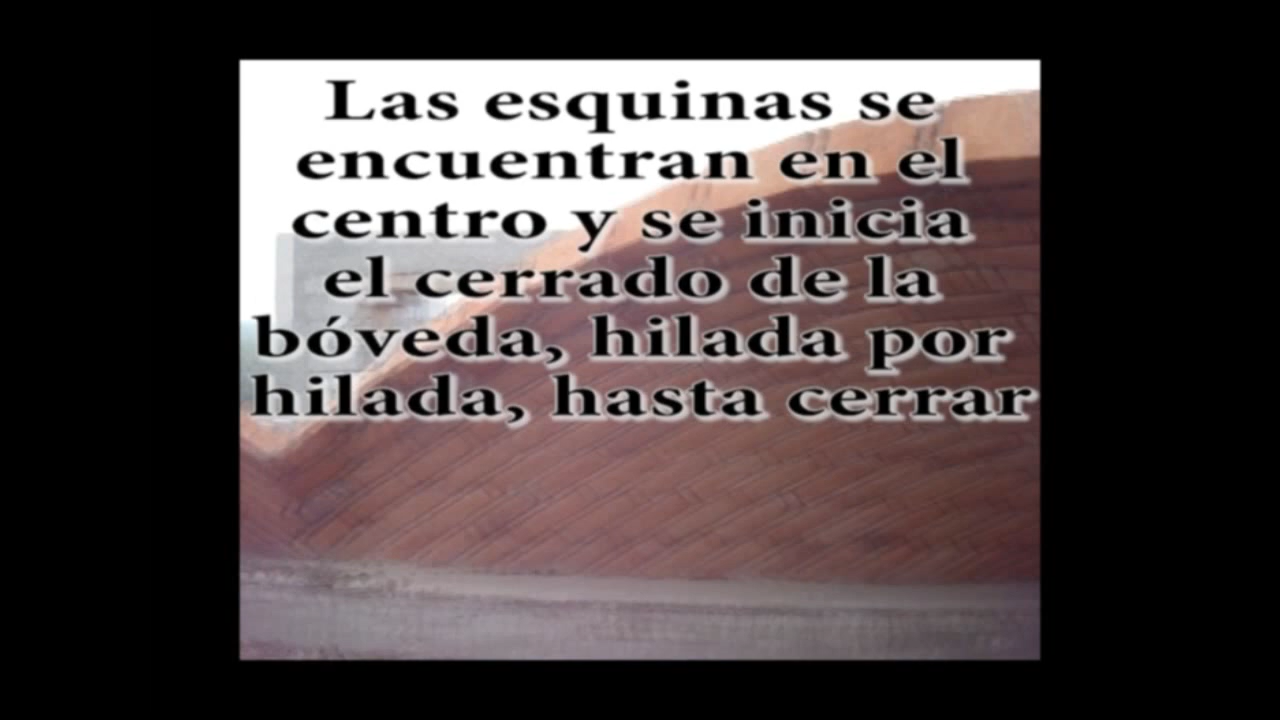 Las esquinas se
encuentran en el
centro y se inicia
el cerrado de la
bóveda, hilada por
hilada, hasta cerrar